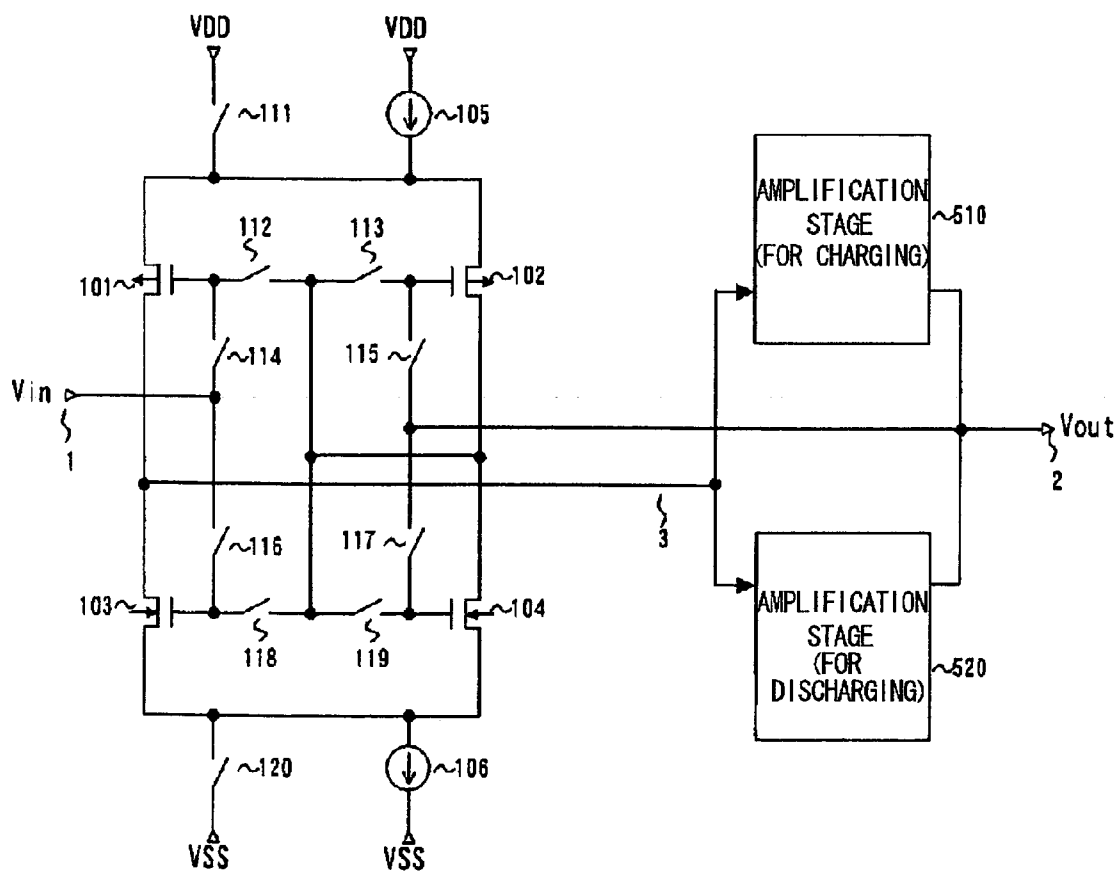 VDD VDD
111 105
112 113
AMPLIFICATION
STAGE
(FOR CHARGING)
510
101 102
114 115
Vin
1
Vout
2
3
116 117
103 104
118 119
AMPLIFICATION
STAGE
(FOR
DISCHARGING)
520
120 106
VSS VSS